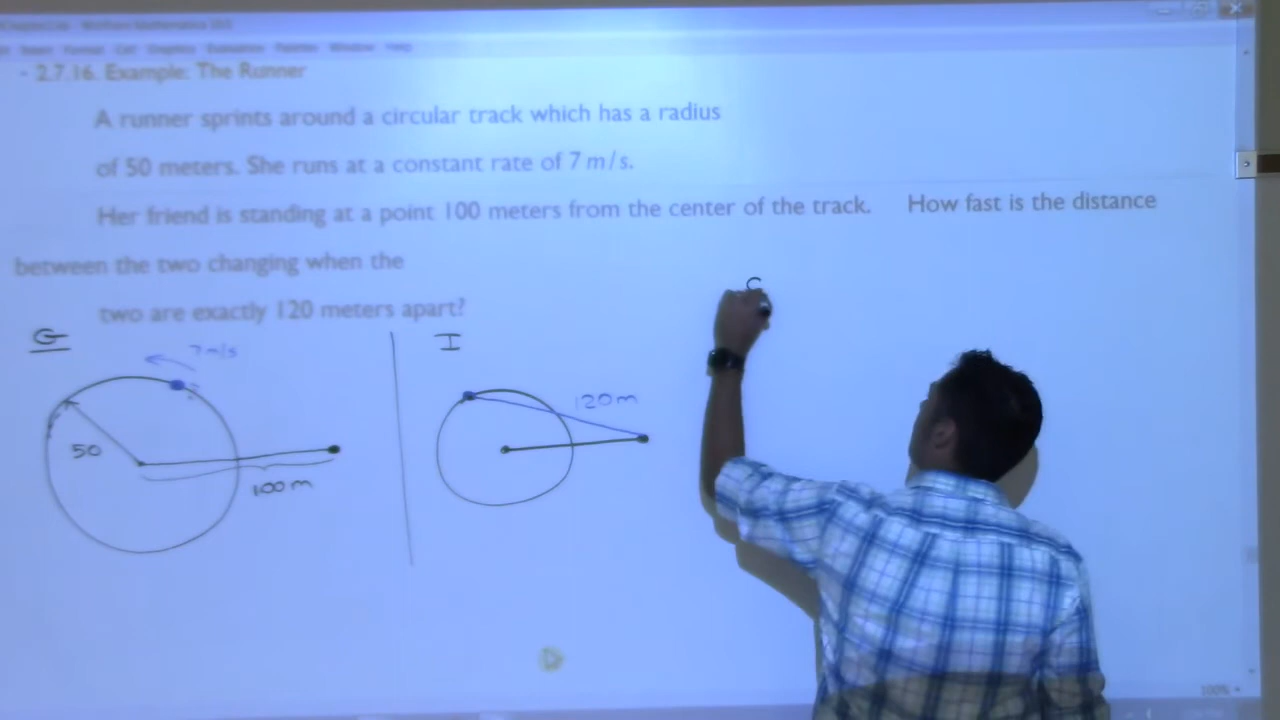 - 2.7.16. Example: The Runner
A runner sprints around a circular track which has a radius
of 50 meters. She runs at a constant rate of 7 m/s.
Her friend is standing at a point 100 meters from the center of the track. How fast is the distance
between the two changing when the
two are exactly 120 meters apart?
G
I
7 m/s
50
100 m
120 m
100%